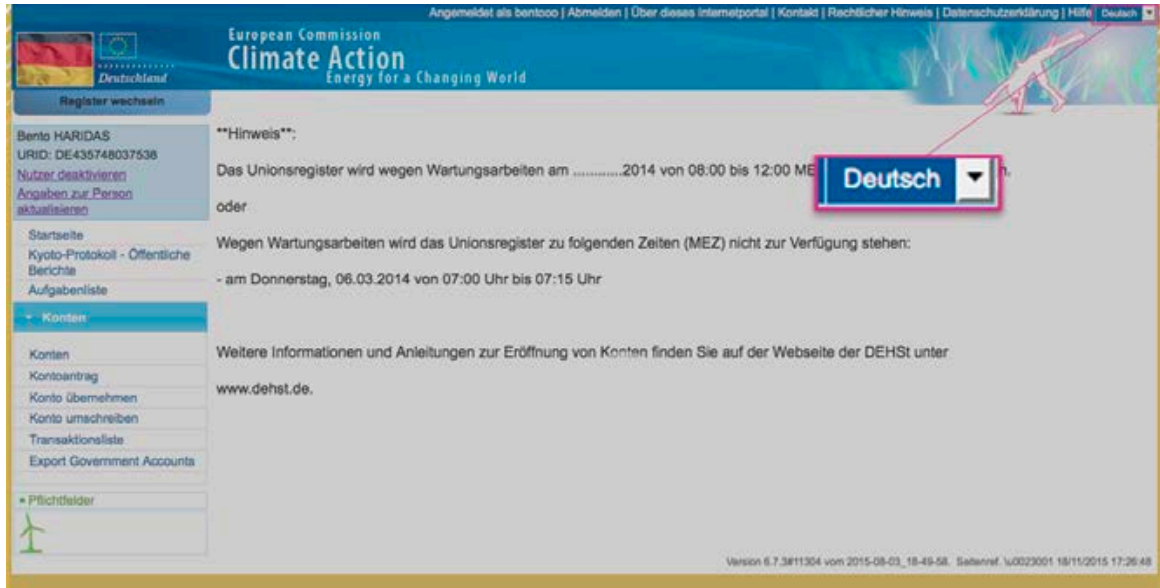 Angemeldet als bentooo | Abmelden | Über dieses Internetportal | Kontakt | Rechtlicher Hinweis | Datenschutzerklärung | Hilfe Deutsch
European Commission
Climate Action
Energy for a Changing World
Deutschland
Register wechseln
Bento HARIDAS
URID: DE435748037538
Nutzer deaktivieren
Angaben zur Person
aktualisieren
Startseite
Kyoto-Protokoll - Öffentliche
Berichte
Aufgabenliste
Konten
Konten
Kontoantrag
Konto übernehmen
Konto umschreiben
Transaktionsliste
Export Government Accounts
Pflichtfelder
**Hinweis**:
Das Unionsregister wird wegen Wartungsarbeiten am ............2014 von 08:00 bis 12:00
Deutsch
oder
Wegen Wartungsarbeiten wird das Unionsregister zu folgenden Zeiten (MEZ) nicht zur Verfügung stehen:
- am Donnerstag, 06.03.2014 von 07:00 Uhr bis 07:15 Uhr
Weitere Informationen und Anleitungen zur Eröffnung von Konten finden Sie auf der Webseite der DEHSt unter
www.dehst.de.
Version 6.7.3#11304 vom 2015-08-03_18-49-58. Seitenref. \u0023001 18/11/2015 17:26:48